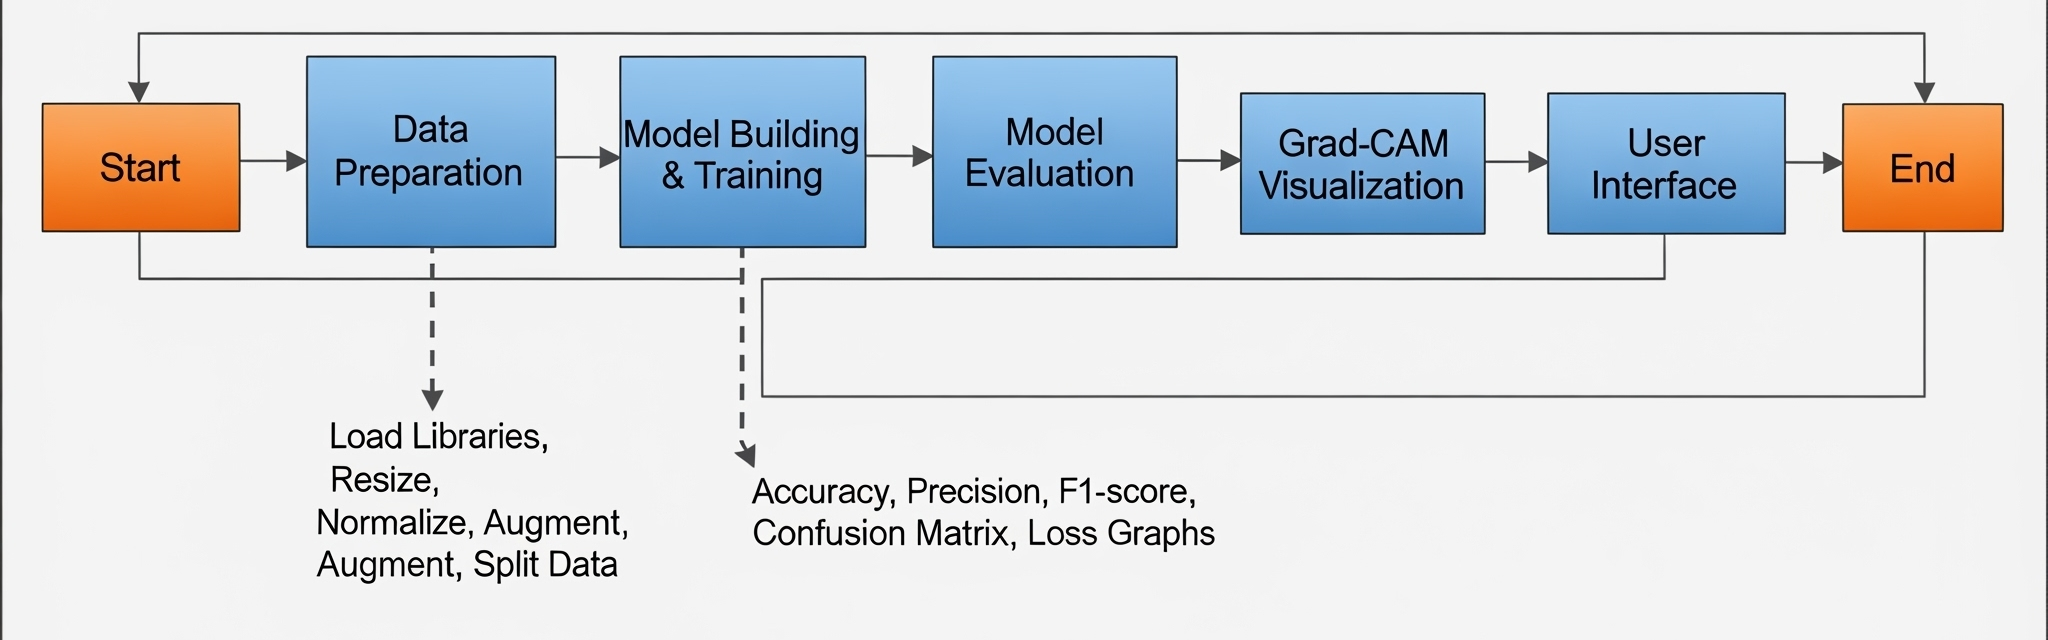 Start
Data
Preparation
Model Building
& Training
Model
Evaluation
Grad-CAM
Visualization
User
Interface
End
Load Libraries,
Resize,
Normalize, Augment,
Augment, Split Data
Accuracy, Precision, F1-score,
Confusion Matrix, Loss Graphs